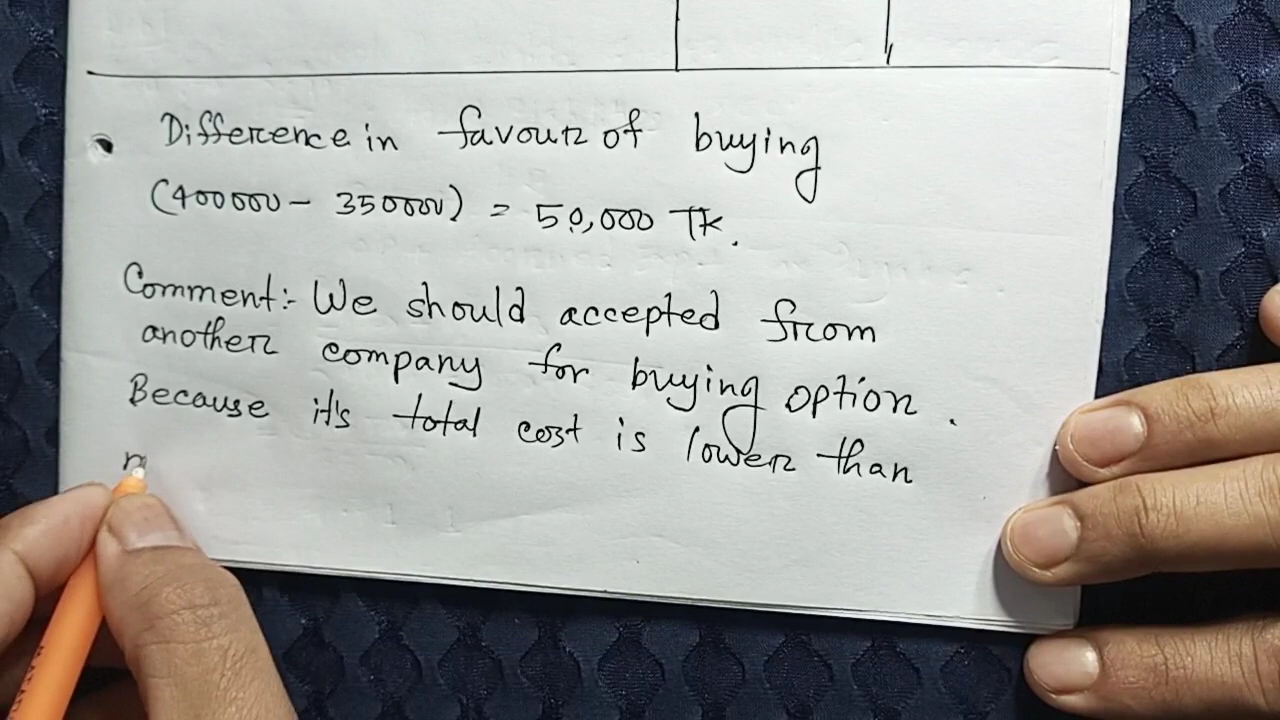 Difference in favour of buying
(400000 - 350000) = 50,000 TK.
Comment:- We should accepted from
another company for buying option.
Because it's total cost is lower than